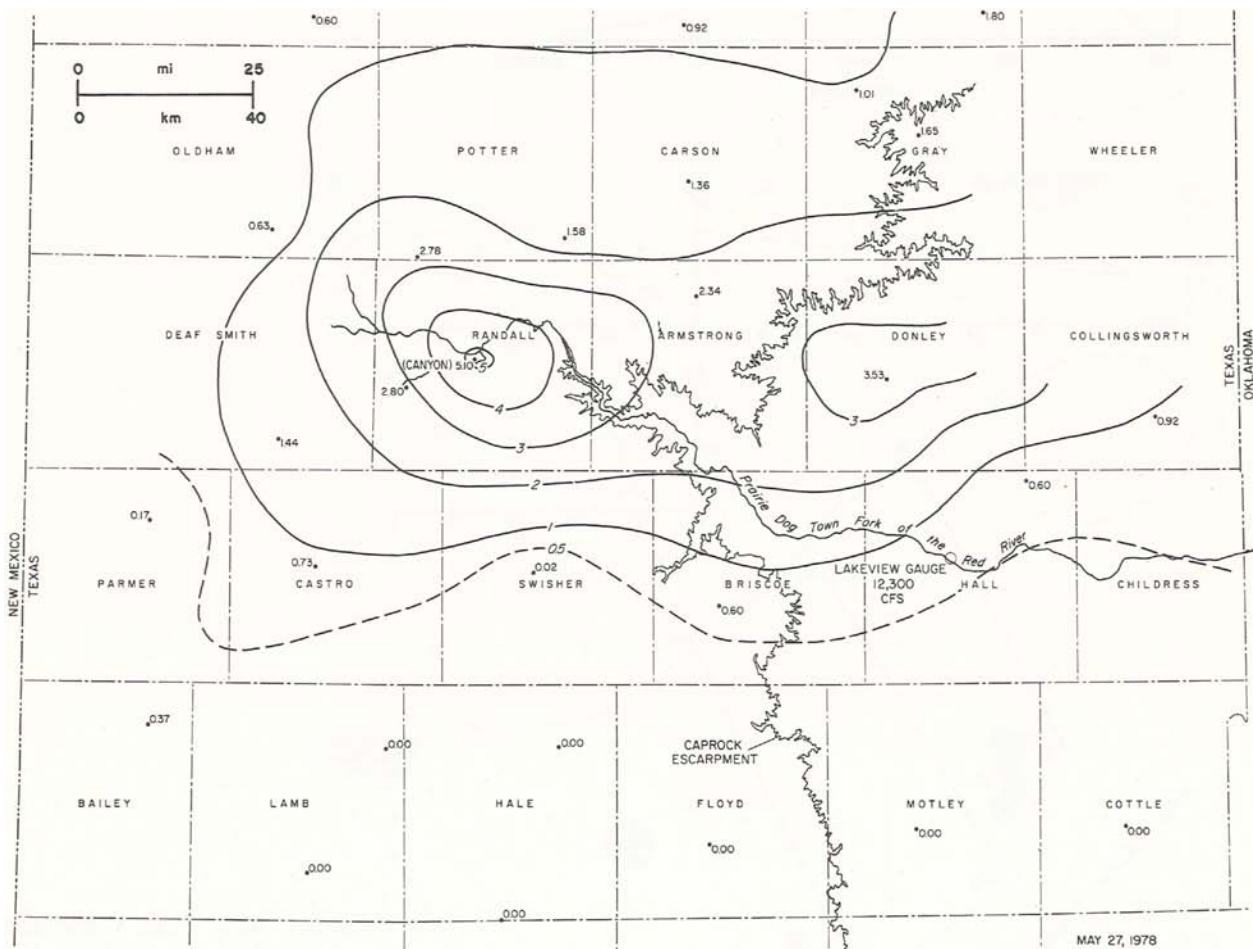 0.60
0.92
1.80
0 mi 25
0 km 40
1.01
1.65
OLDHAM
POTTER
CARSON
GRAY
WHEELER
1.36
0.63
1.58
2.78
2.34
DEAF SMITH
RANDALL
ARMSTRONG
DONLEY
COLLINGSWORTH
TEXAS
OKLAHOMA
(CANYON) 5.10
5
2.80
3.53
4
3
3
0.92
1.44
2
0.60
Prairie Dog Town Fork of the Red River
0.17
1
0.5
0.73
0.02
LAKEVIEW GAUGE
12,300
CFS
NEW MEXICO
TEXAS
PARMER
CASTRO
SWISHER
BRISCOE
HALL
CHILDRESS
0.60
0.37
0.00
0.00
CAPROCK
ESCARPMENT
BAILEY
LAMB
HALE
FLOYD
MOTLEY
COTTLE
0.00
0.00
0.00
0.00
0.00
MAY 27, 1978